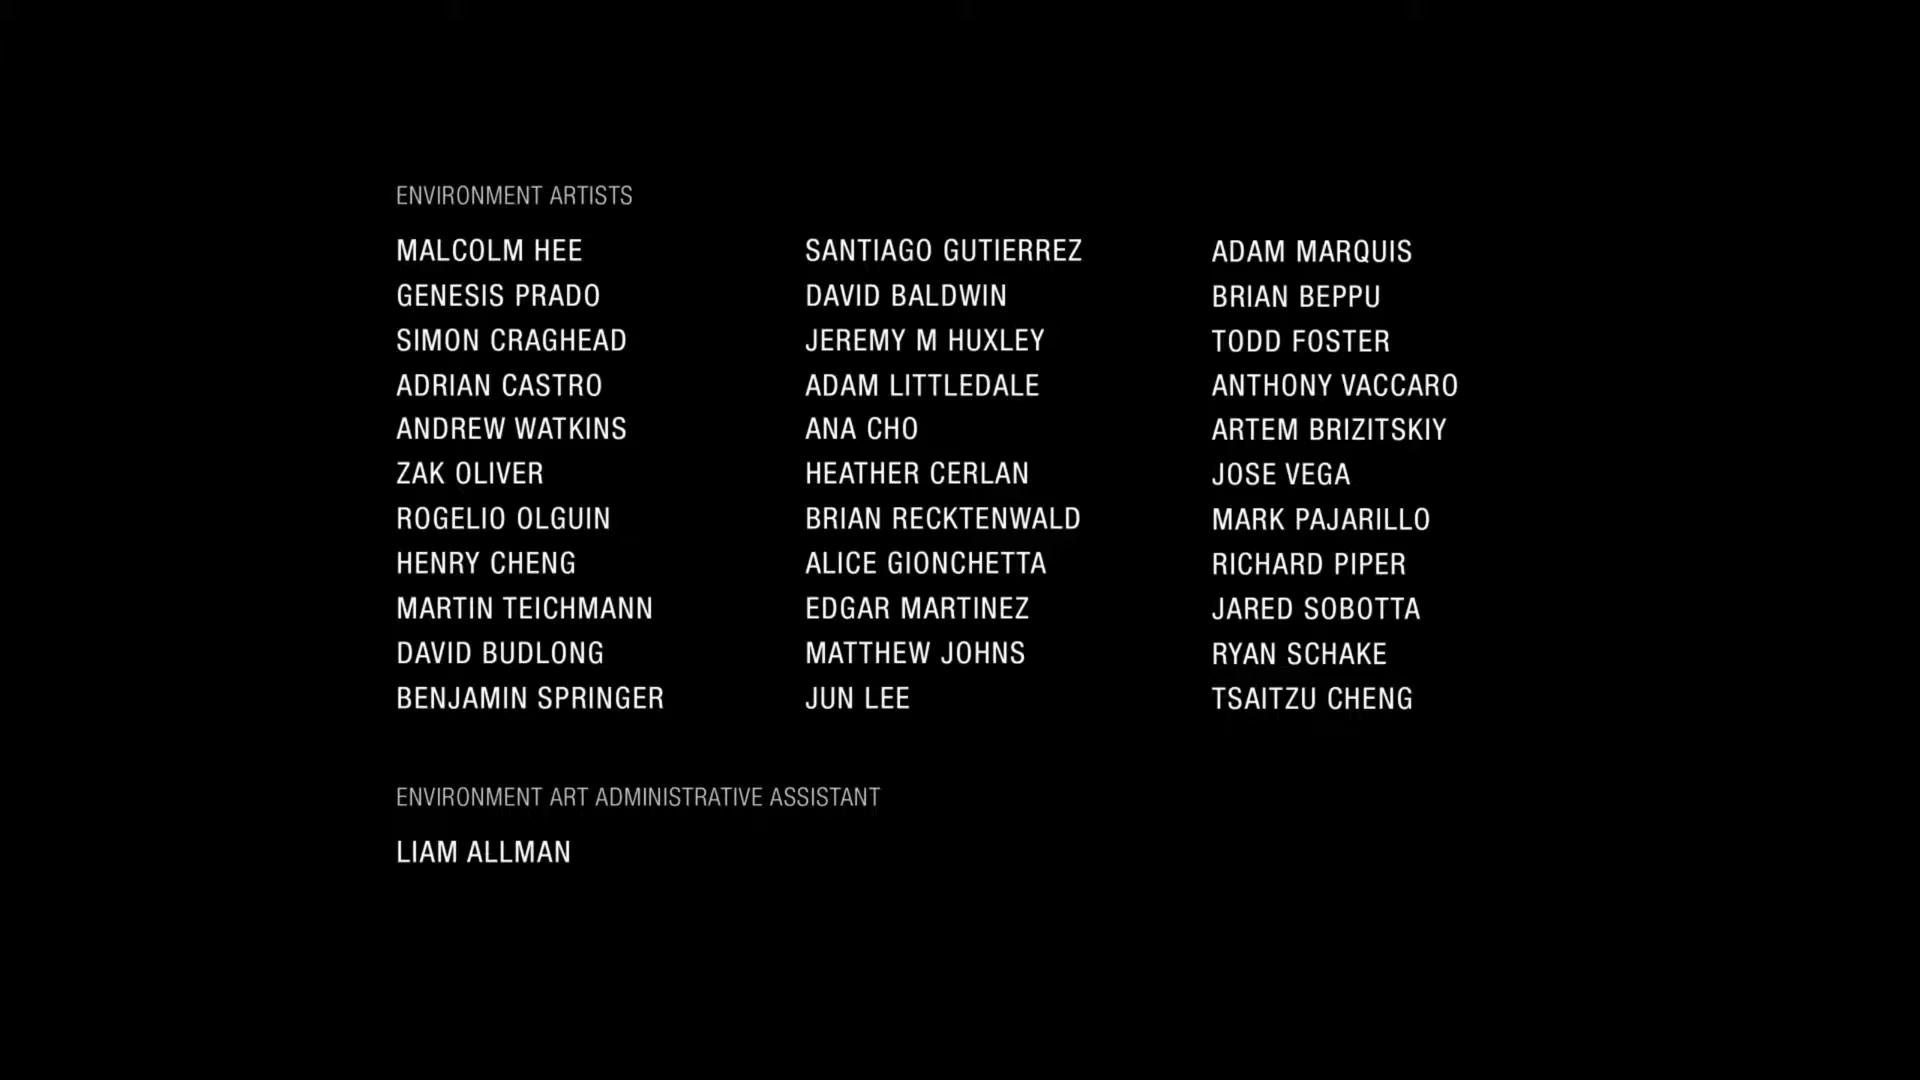 ENVIRONMENT ARTISTS
MALCOLM HEE
GENESIS PRADO
SIMON CRAGHEAD
ADRIAN CASTRO
ANDREW WATKINS
ZAK OLIVER
ROGELIO OLGUIN
HENRY CHENG
MARTIN TEICHMANN
DAVID BUDLONG
BENJAMIN SPRINGER
SANTIAGO GUTIERREZ
DAVID BALDWIN
JEREMY M HUXLEY
ADAM LITTLEDALE
ANA CHO
HEATHER CERLAN
BRIAN RECKTENWALD
ALICE GIONCHETTA
EDGAR MARTINEZ
MATTHEW JOHNS
JUN LEE
ADAM MARQUIS
BRIAN BEPPU
TODD FOSTER
ANTHONY VACCARO
ARTEM BRIZITSKIY
JOSE VEGA
MARK PAJARILLO
RICHARD PIPER
JARED SOBOTTA
RYAN SCHAKE
TSAITZU CHENG
ENVIRONMENT ART ADMINISTRATIVE ASSISTANT
LIAM ALLMAN